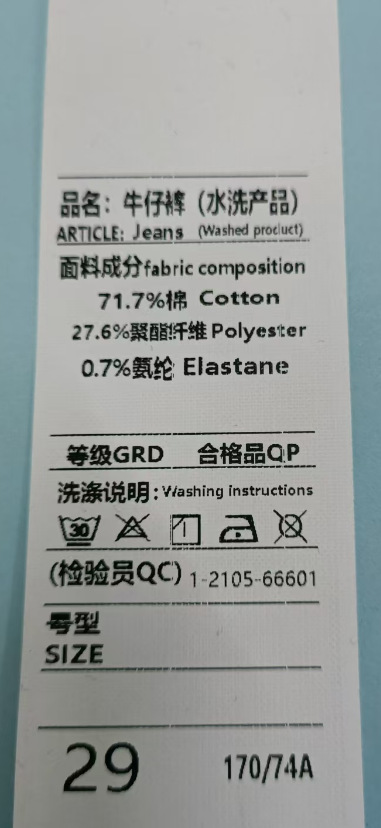 品名：牛仔裤（水洗产品）
ARTICLE: Jeans (Washed product)
面料成分fabric composition
71.7%棉 Cotton
27.6%聚酯纤维 Polyester
0.7%氨纶 Elastane
等级GRD 合格品QP
洗涤说明：Washing instructions
30
(检验员QC) 1-2105-66601
号型
SIZE
29 170/74A